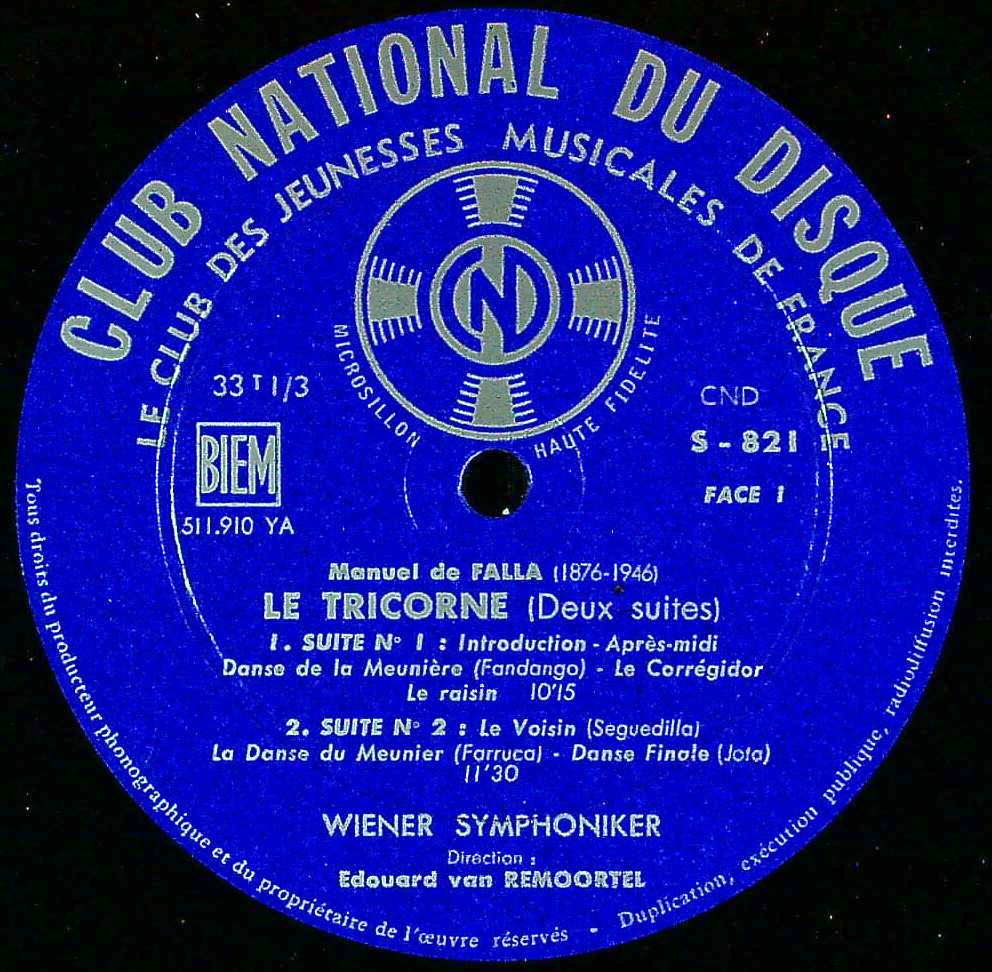 CLUB NATIONAL DU DISQUE
LE CLUB DES JEUNESSES MUSICALES DE FRANCE
MICROSILLON HAUTE FIDELITE
CND
33 T 1/3
BIEM
511.910 YA
CND
S - 821
FACE 1
Manuel de FALLA (1876-1946)
LE TRICORNE (Deux suites)
1. SUITE N° 1 : Introduction - Après-midi
Danse de la Meunière (Fandango) - Le Corrégidor
Le raisin 10'15
2. SUITE N° 2 : Le Voisin (Seguedilla)
La Danse du Meunier (Farruca) - Danse Finale (Jota)
11'30
WIENER SYMPHONIKER
Direction :
Edouard van REMOORTEL
Tous droits du producteur phonographique et du propriétaire de l'œuvre réservés - Duplication, exécution publique, radiodiffusion interdites.